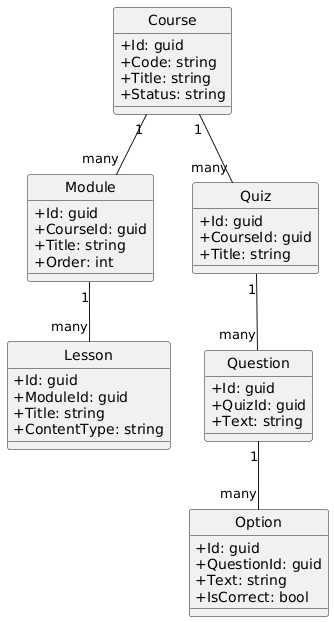 Course
+Id: guid
+Code: string
+Title: string
+Status: string
1
1
many
many
Module
+Id: guid
+CourseId: guid
+Title: string
+Order: int
Quiz
+Id: guid
+CourseId: guid
+Title: string
1
1
many
many
Lesson
+Id: guid
+ModuleId: guid
+Title: string
+ContentType: string
Question
+Id: guid
+QuizId: guid
+Text: string
1
many
Option
+Id: guid
+QuestionId: guid
+Text: string
+IsCorrect: bool